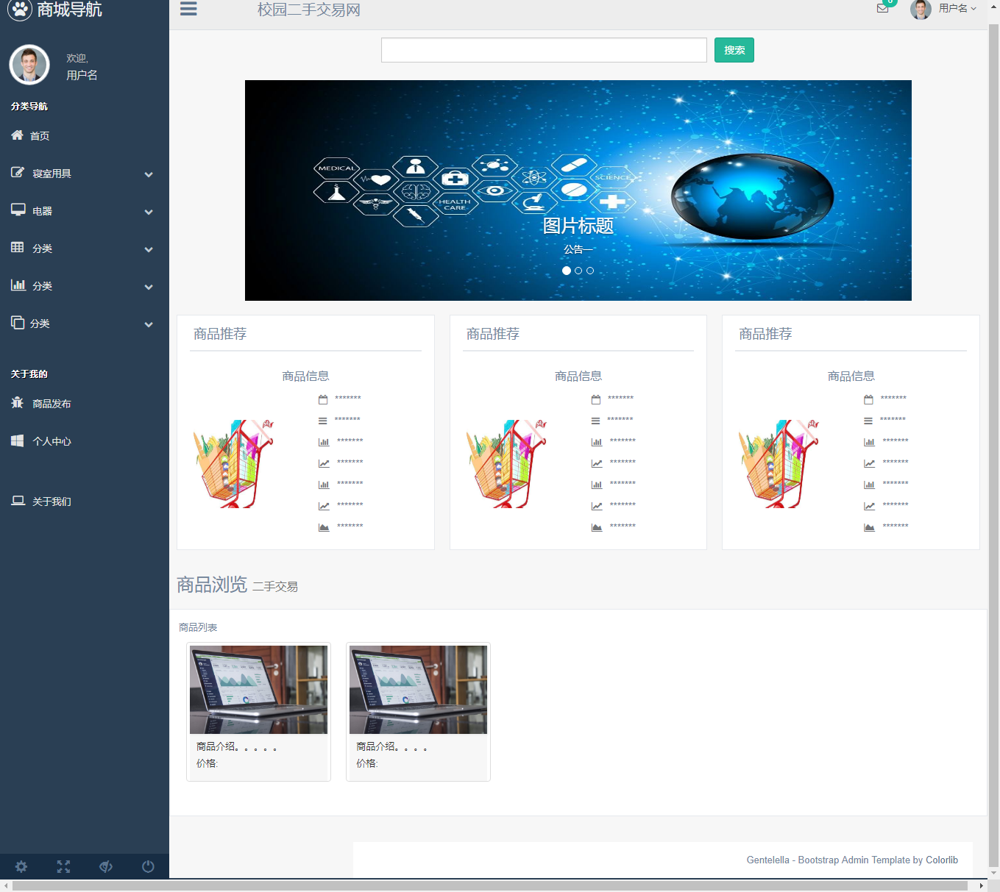 商城导航
校园二手交易网
0
用户名
搜索
欢迎,
用户名
分类导航
首页
寝室用具
电器
分类
分类
分类
关于我的
商品发布
个人中心
关于我们
MEDICAL
SCIENCE
HEALTH
CARE
图片标题
公告一
商品推荐
商品信息
*******
*******
*******
*******
*******
*******
*******
商品推荐
商品信息
*******
*******
*******
*******
*******
*******
*******
商品推荐
商品信息
*******
*******
*******
*******
*******
*******
*******
商品浏览 二手交易
商品列表
商品介绍。。。。。
价格:
商品介绍。。。。
价格:
Gentelella - Bootstrap Admin Template by Colorlib